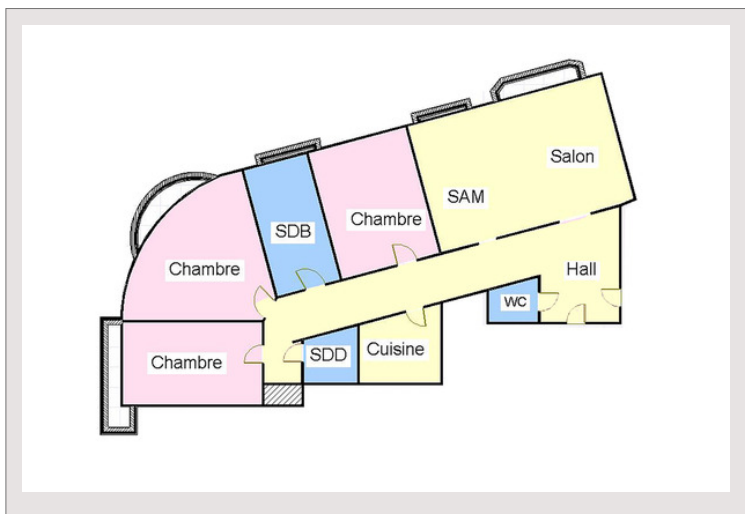 Salon
SAM
Chambre
SDB
Chambre
Hall
WC
Chambre
SDD
Cuisine